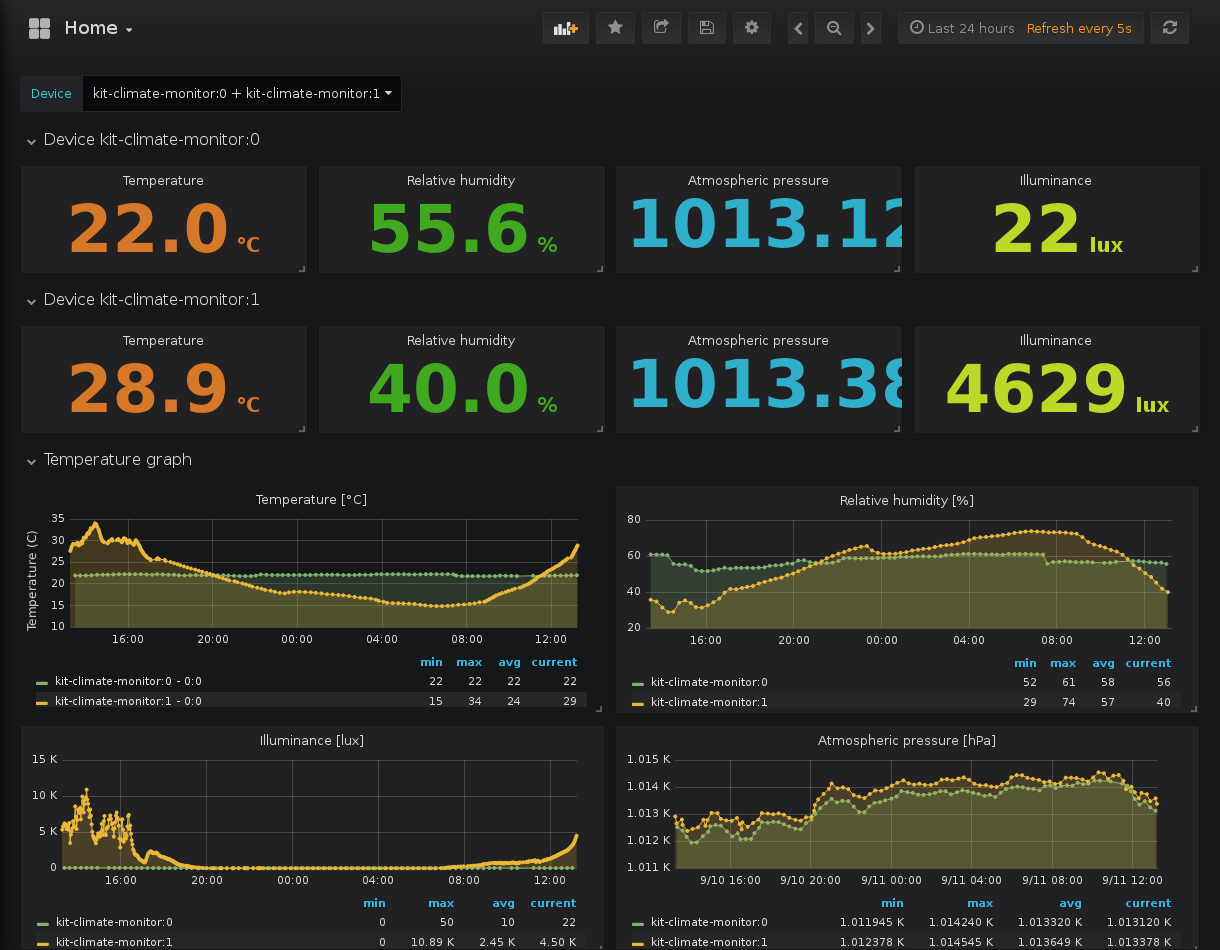 Home
Last 24 hours Refresh every 5s
Device kit-climate-monitor:0 + kit-climate-monitor:1
Device kit-climate-monitor:0
Temperature Relative humidity Atmospheric pressure Illuminance
22.0 °C 55.6 % 1013.12 22 lux
Device kit-climate-monitor:1
Temperature Relative humidity Atmospheric pressure Illuminance
28.9 °C 40.0 % 1013.38 4629 lux
Temperature graph
Temperature [°C]
Temperature (C)
35
30
25
20
15
10
16:00 20:00 00:00 04:00 08:00 12:00
min max avg current
kit-climate-monitor:0 - 0:0 22 22 22 22
kit-climate-monitor:1 - 0:0 15 34 24 29
Relative humidity [%]
80
60
40
20
16:00 20:00 00:00 04:00 08:00 12:00
min max avg current
kit-climate-monitor:0 52 61 58 56
kit-climate-monitor:1 29 74 57 40
Illuminance [lux]
15 K
10 K
5 K
0
16:00 20:00 00:00 04:00 08:00 12:00
min max avg current
kit-climate-monitor:0 0 50 10 22
kit-climate-monitor:1 0 10.89 K 2.45 K 4.50 K
Atmospheric pressure [hPa]
1.015 K
1.014 K
1.013 K
1.012 K
1.011 K
9/10 16:00 9/10 20:00 9/11 00:00 9/11 04:00 9/11 08:00 9/11 12:00
min max avg current
kit-climate-monitor:0 1.011945 K 1.014240 K 1.013320 K 1.013120 K
kit-climate-monitor:1 1.012378 K 1.014545 K 1.013649 K 1.013378 K